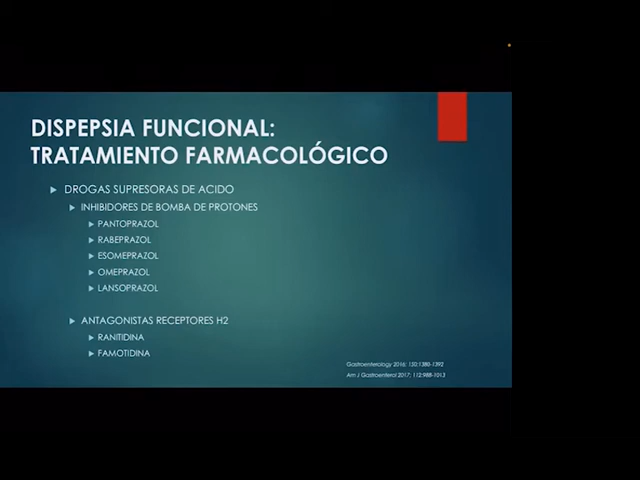 DISPEPSIA FUNCIONAL:
TRATAMIENTO FARMACOLÓGICO
DROGAS SUPRESORAS DE ACIDO
INHIBIDORES DE BOMBA DE PROTONES
PANTOPRAZOL
RABEPRAZOL
ESOMEPRAZOL
OMEPRAZOL
LANSOPRAZOL
ANTAGONISTAS RECEPTORES H2
RANITIDINA
FAMOTIDINA
Gastroenterology 2016; 150:1380-1392
Am J Gastroenterol 2017; 112:988-1013